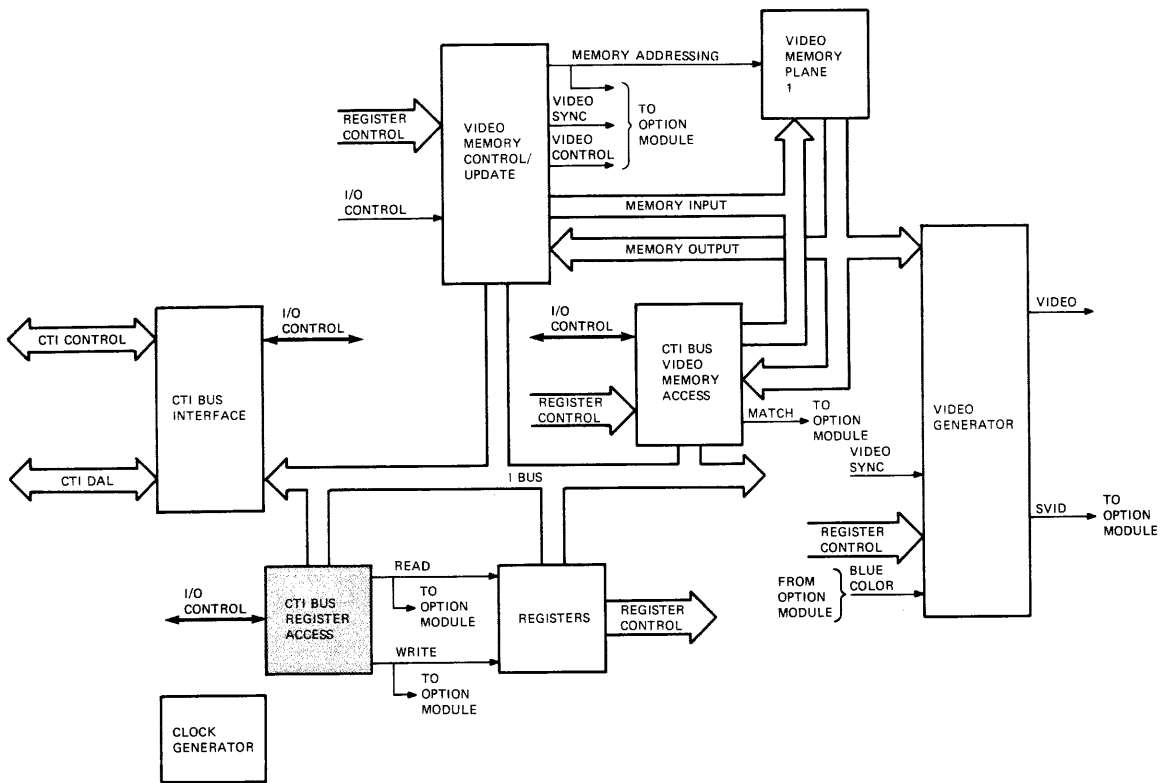 VIDEO
MEMORY
PLANE
1
MEMORY ADDRESSING
VIDEO
SYNC
VIDEO
CONTROL
TO
OPTION
MODULE
REGISTER
CONTROL
VIDEO
MEMORY
CONTROL/
UPDATE
I/O
CONTROL
MEMORY INPUT
MEMORY OUTPUT
CTI CONTROL
CTI DAL
CTI BUS
INTERFACE
I/O
CONTROL
I/O
CONTROL
CTI BUS
VIDEO
MEMORY
ACCESS
REGISTER
CONTROL
MATCH
TO
OPTION
MODULE
I BUS
VIDEO
GENERATOR
VIDEO
VIDEO
SYNC
SVID
TO
OPTION
MODULE
REGISTER
CONTROL
FROM
OPTION
MODULE
BLUE
COLOR
I/O
CONTROL
CTI BUS
REGISTER
ACCESS
READ
TO
OPTION
MODULE
WRITE
TO
OPTION
MODULE
REGISTERS
REGISTER
CONTROL
CLOCK
GENERATOR